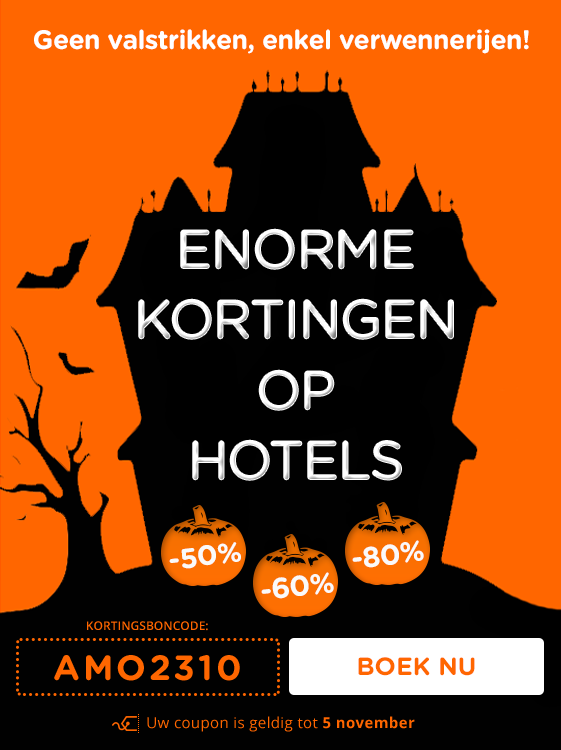 Geen valstrikken, enkel verwennerijen!
ENORME
KORTINGEN
OP
HOTELS
-50%
-60%
-80%
KORTINGSBONCODE:
AMO2310
BOEK NU
Uw coupon is geldig tot 5 november